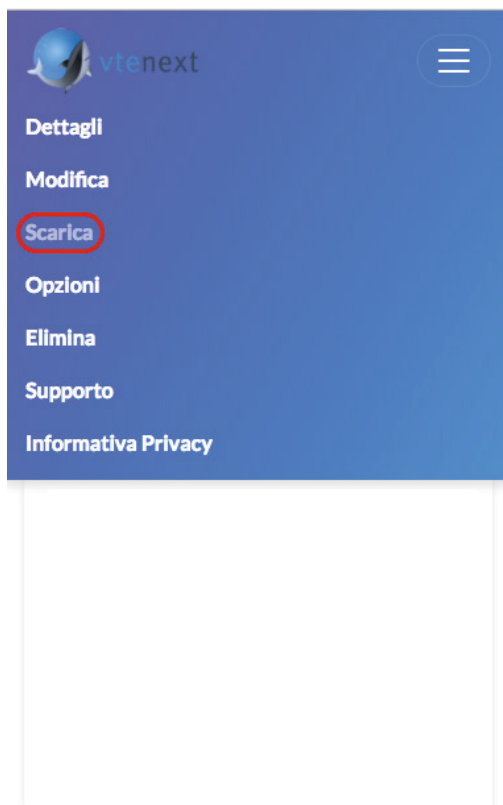 vtenext
Dettagli
Modifica
Scarica
Opzioni
Elimina
Supporto
Informativa Privacy